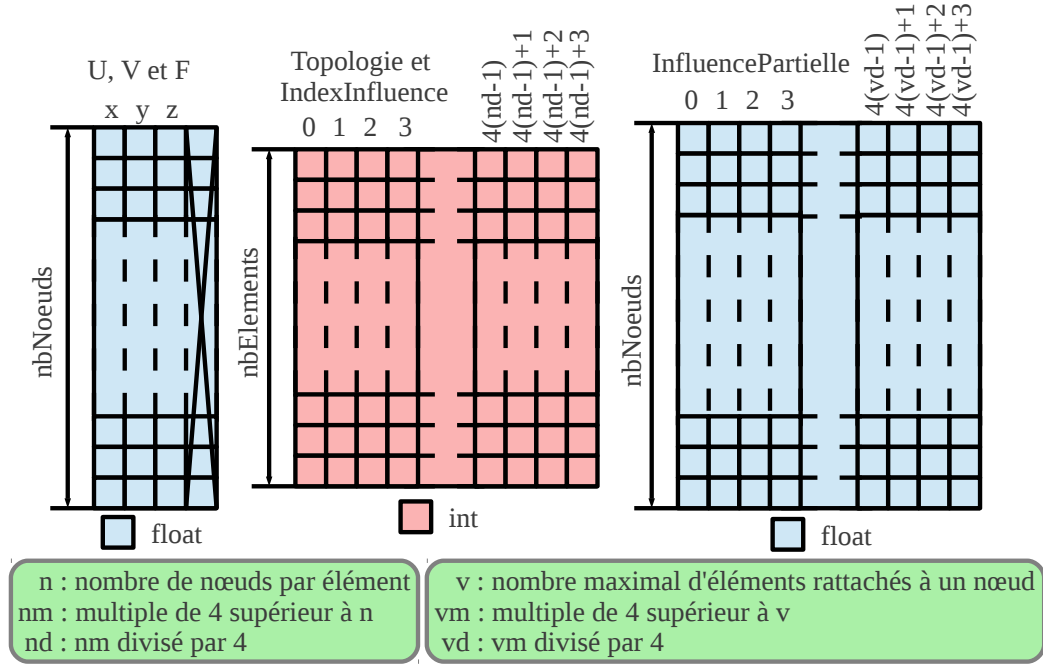 U, V et F
x y z
nbNoeuds
float
Topologie et
IndexInfluence
0 1 2 3
4(nd-1)
4(nd-1)+1
4(nd-1)+2
4(nd-1)+3
nbElements
int
InfluencePartielle
0 1 2 3
4(vd-1)
4(vd-1)+1
4(vd-1)+2
4(vd-1)+3
nbNoeuds
float
n : nombre de nœuds par élément
nm : multiple de 4 supérieur à n
nd : nm divisé par 4
v : nombre maximal d'éléments rattachés à un nœud
vm : multiple de 4 supérieur à v
vd : vm divisé par 4